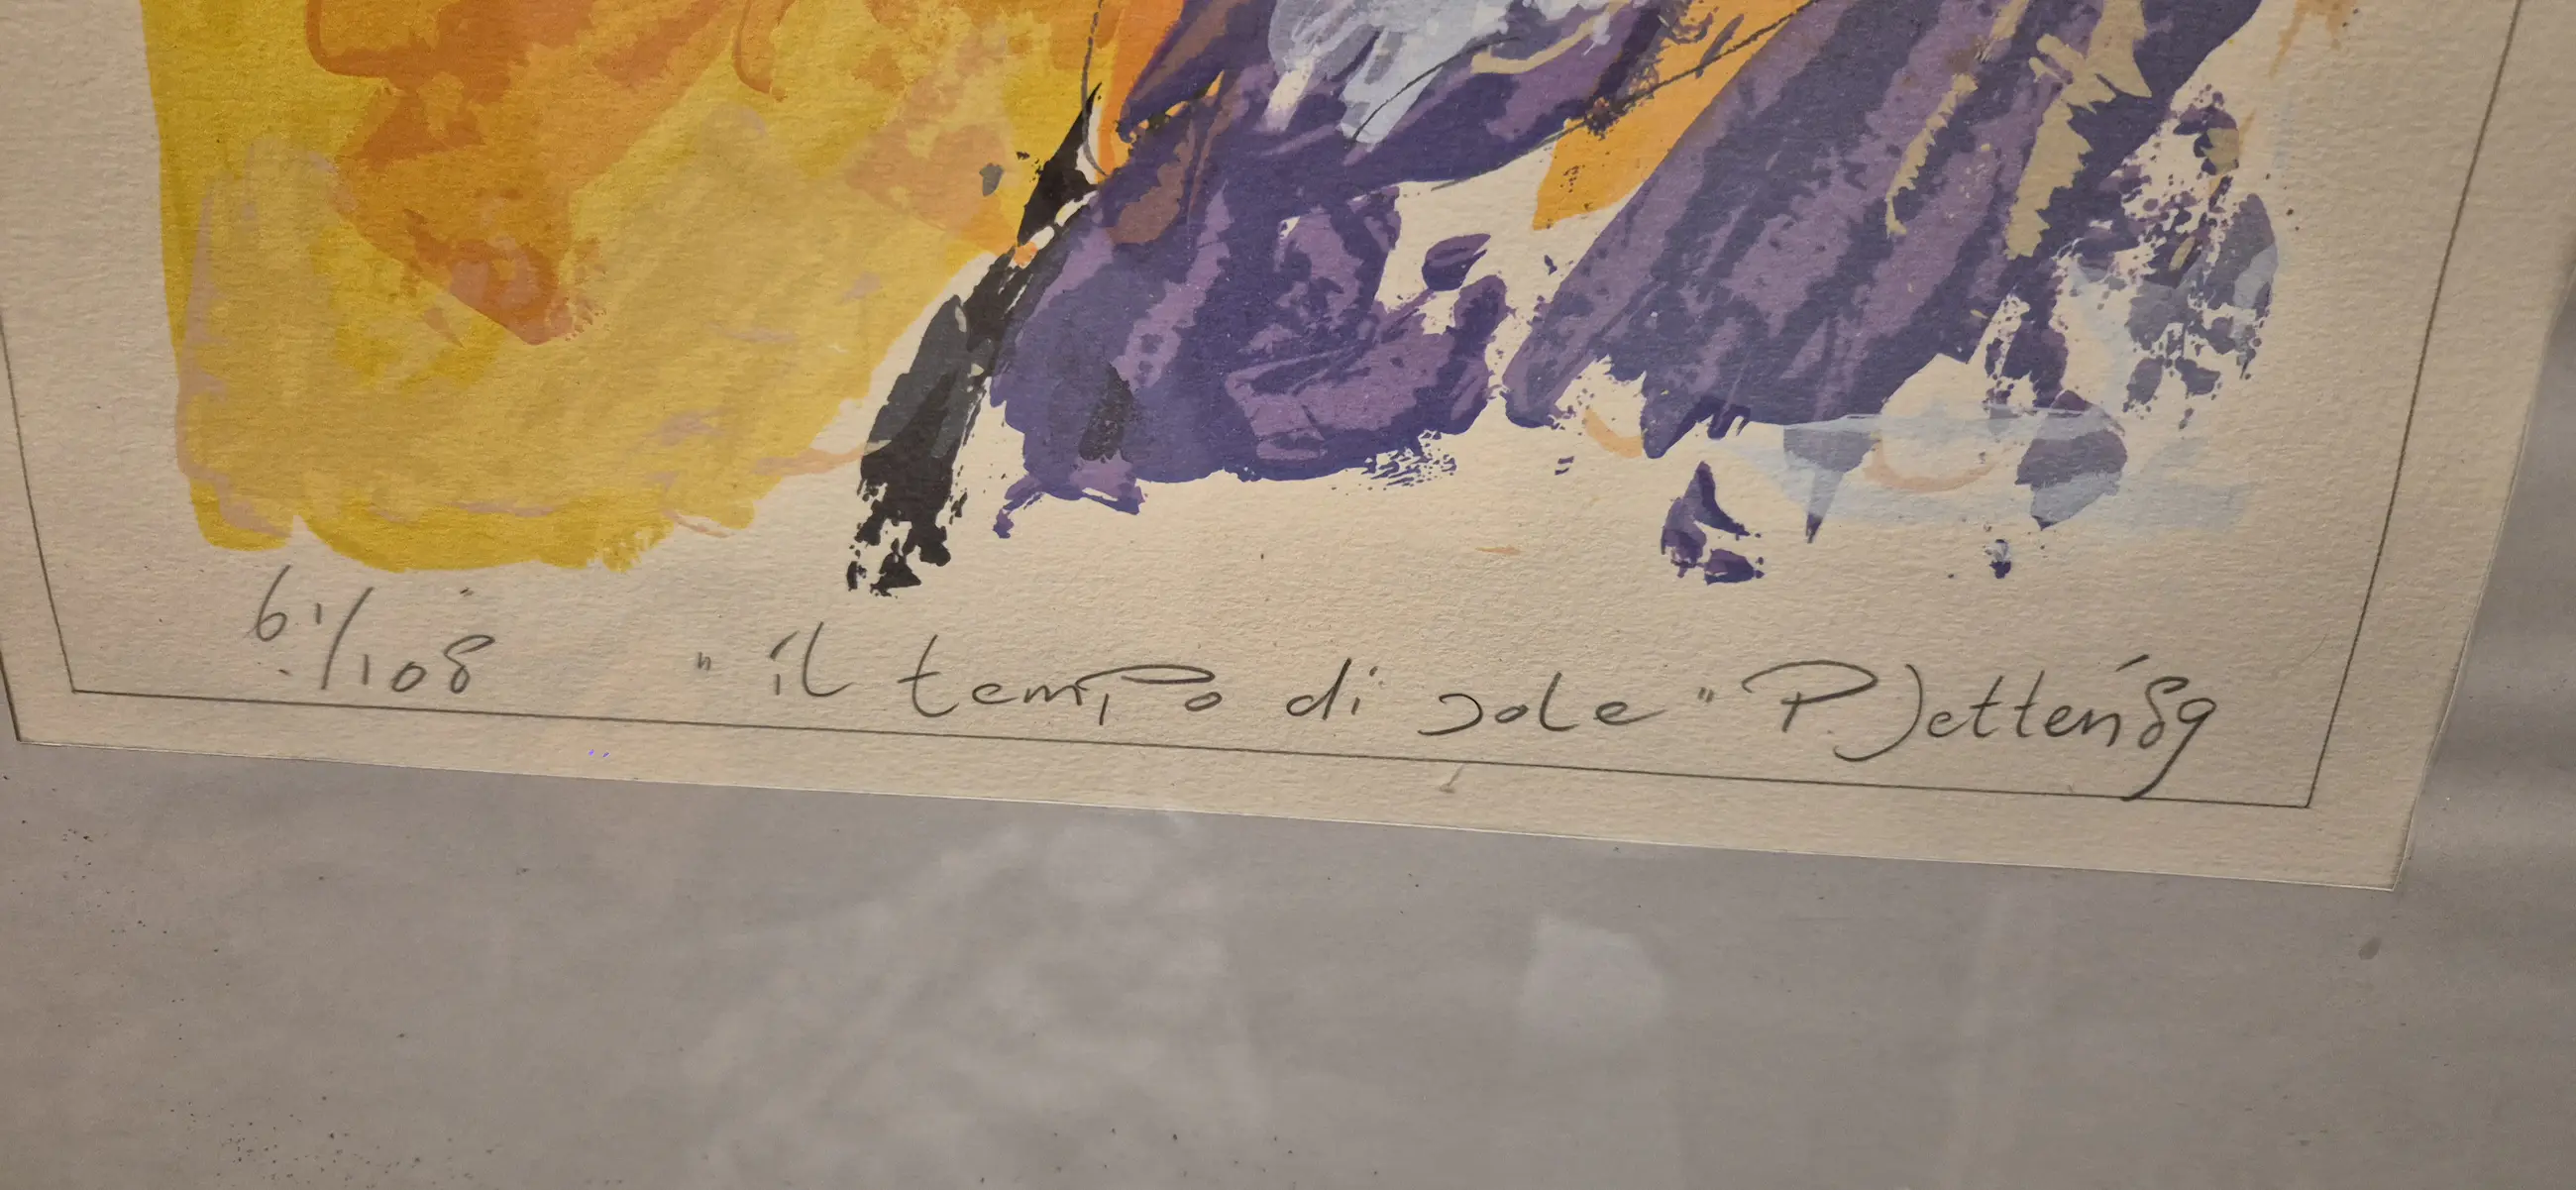 61/108 "il tempo di sole" P. Jetten '89